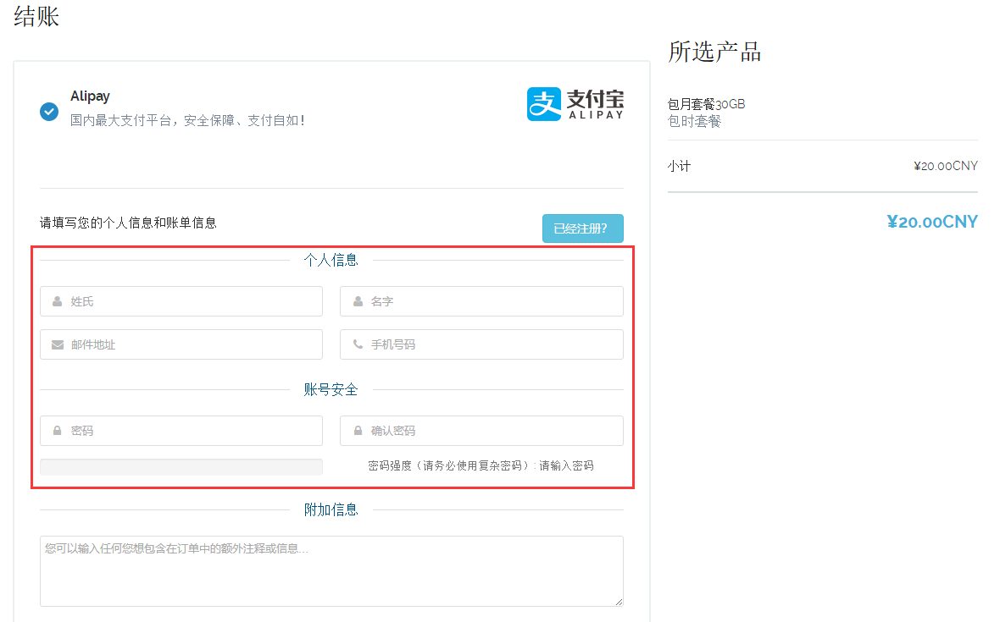 结账
Alipay
国内最大支付平台，安全保障、支付自如！
支 支付宝
ALIPAY
请填写您的个人信息和账单信息
已经注册？
个人信息
姓氏
名字
邮件地址
手机号码
账号安全
密码
确认密码
密码强度（请务必使用复杂密码）: 请输入密码
附加信息
您可以输入任何您想包含在订单中的额外注释或信息...
所选产品
包月套餐30GB
包时套餐
小计 ¥20.00CNY
¥20.00CNY